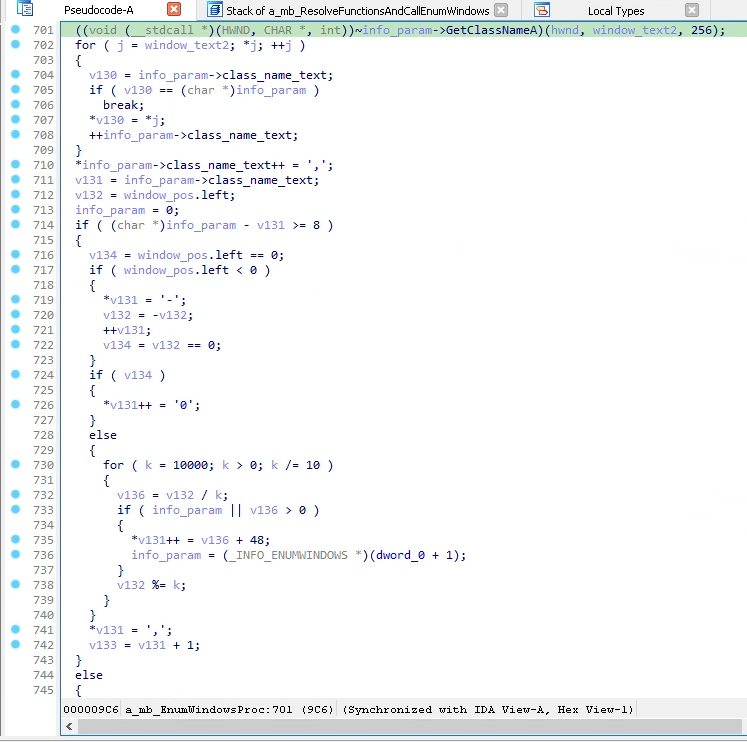 Pseudocode-A Stack of a_mb_ResolveFunctionsAndCallEnumWindows Local Types
701 ((void (__stdcall *)(HWND, CHAR *, int))~info_param->GetClassNameA)(hwnd, window_text2, 256);
702 for ( j = window_text2; *j; ++j )
703 {
704 v130 = info_param->class_name_text;
705 if ( v130 == (char *)info_param )
706 break;
707 *v130 = *j;
708 ++info_param->class_name_text;
709 }
710 *info_param->class_name_text++ = ',';
711 v131 = info_param->class_name_text;
712 v132 = window_pos.left;
713 info_param = 0;
714 if ( (char *)info_param - v131 >= 8 )
715 {
716 v134 = window_pos.left == 0;
717 if ( window_pos.left < 0 )
718 {
719 *v131 = '-';
720 v132 = -v132;
721 ++v131;
722 v134 = v132 == 0;
723 }
724 if ( v134 )
725 {
726 *v131++ = '0';
727 }
728 else
729 {
730 for ( k = 10000; k > 0; k /= 10 )
731 {
732 v136 = v132 / k;
733 if ( info_param || v136 > 0 )
734 {
735 *v131++ = v136 + 48;
736 info_param = (_INFO_ENUMWINDOWS *)(dword_0 + 1);
737 }
738 v132 %= k;
739 }
740 }
741 *v131 = ',';
742 v133 = v131 + 1;
743 }
744 else
745 {
000009C6 a_mb_EnumWindowsProc:701 (9C6) (Synchronized with IDA View-A, Hex View-1)